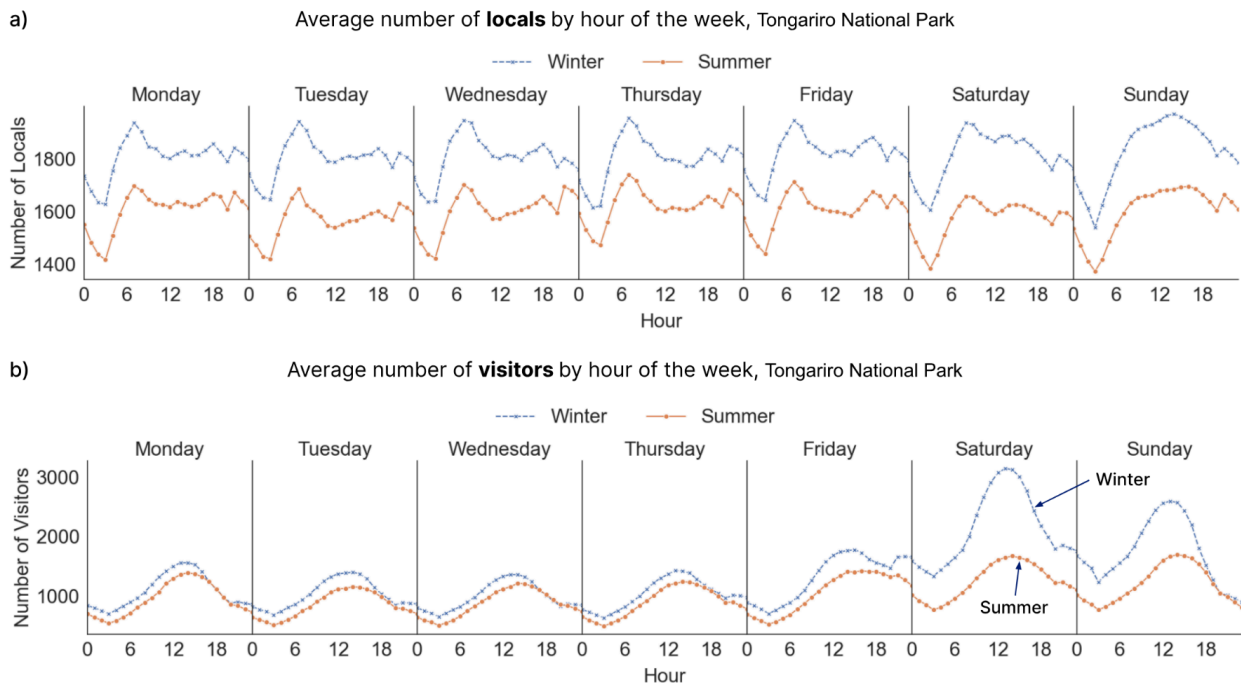 a) Average number of locals by hour of the week, Tongariro National Park
Winter Summer
Monday Tuesday Wednesday Thursday Friday Saturday Sunday
Number of Locals
1800
1600
1400
0 6 12 18 0 6 12 18 0 6 12 18 0 6 12 18 0 6 12 18 0 6 12 18 0 6 12 18
Hour
b) Average number of visitors by hour of the week, Tongariro National Park
Winter Summer
Monday Tuesday Wednesday Thursday Friday Saturday Sunday
Number of Visitors
3000
2000
1000
Winter
Summer
0 6 12 18 0 6 12 18 0 6 12 18 0 6 12 18 0 6 12 18 0 6 12 18 0 6 12 18
Hour